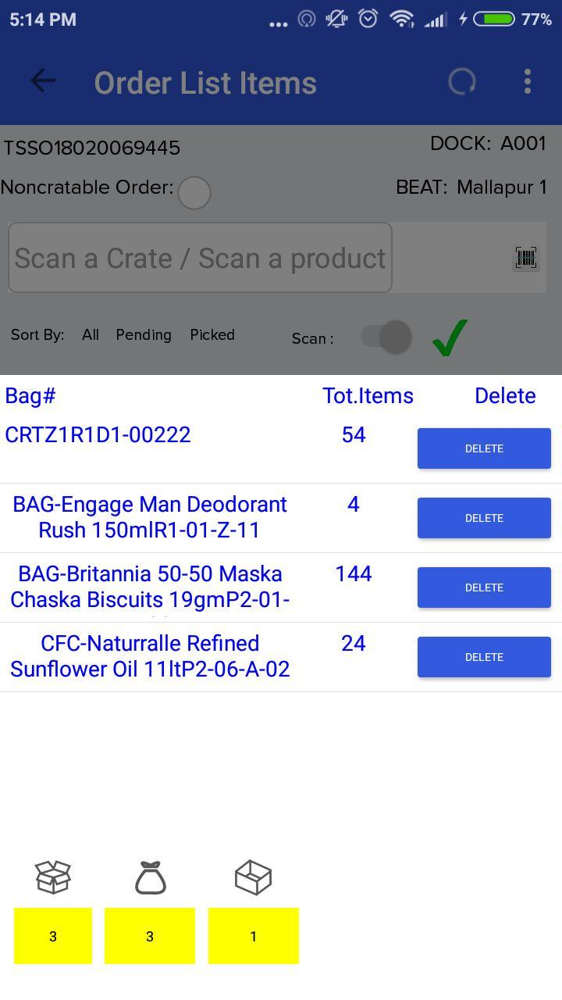 5:14 PM
77%
Order List Items
TSSO18020069445
DOCK: A001
Noncratable Order:
BEAT: Mallapur 1
Scan a Crate / Scan a product
Sort By: All Pending Picked Scan :
Bag# Tot.Items Delete
CRTZ1R1D1-00222 54 DELETE
BAG-Engage Man Deodorant 4 DELETE
Rush 150mlR1-01-Z-11
BAG-Britannia 50-50 Maska 144 DELETE
Chaska Biscuits 19gmP2-01-
CFC-Naturralle Refined 24 DELETE
Sunflower Oil 11ltP2-06-A-02
3 3 1